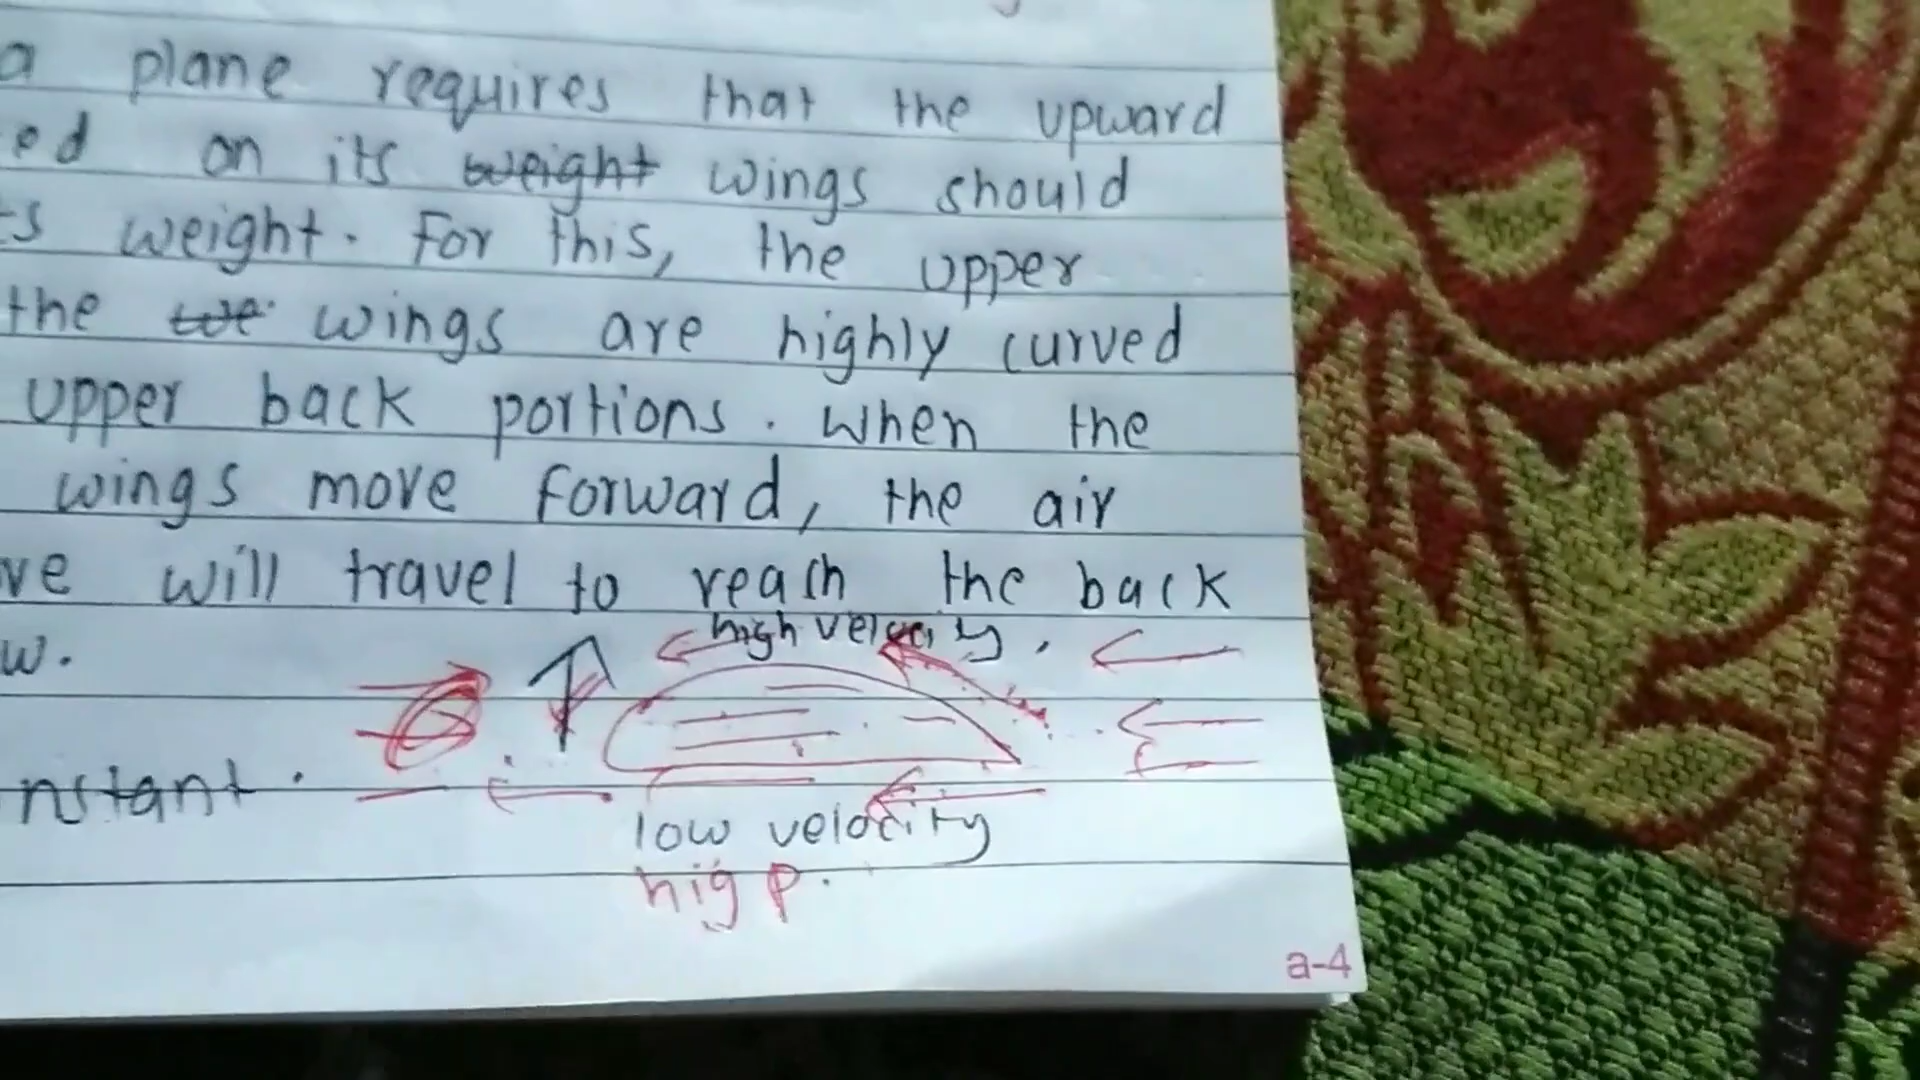 a plane requires that the upward
ed on its weight wings should
ts weight. For this, the upper
the we wings are highly curved
upper back portions. When the
wings move forward, the air
ve will travel to reach the back
high velocity,
w.
nstant.
low velocity
hig p.
a-4